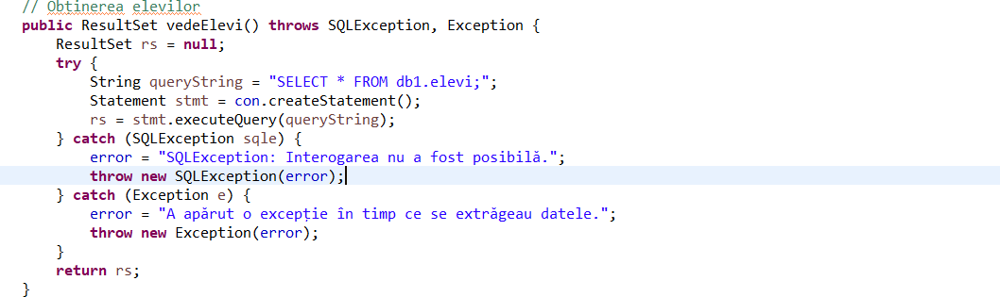 // Obtinerea elevilor
public ResultSet vedeElevi() throws SQLException, Exception {
ResultSet rs = null;
try {
String queryString = "SELECT * FROM db1.elevi;";
Statement stmt = con.createStatement();
rs = stmt.executeQuery(queryString);
} catch (SQLException sqle) {
error = "SQLException: Interogarea nu a fost posibilă.";
throw new SQLException(error);
} catch (Exception e) {
error = "A apărut o excepție în timp ce se extrăgeau datele.";
throw new Exception(error);
}
return rs;
}